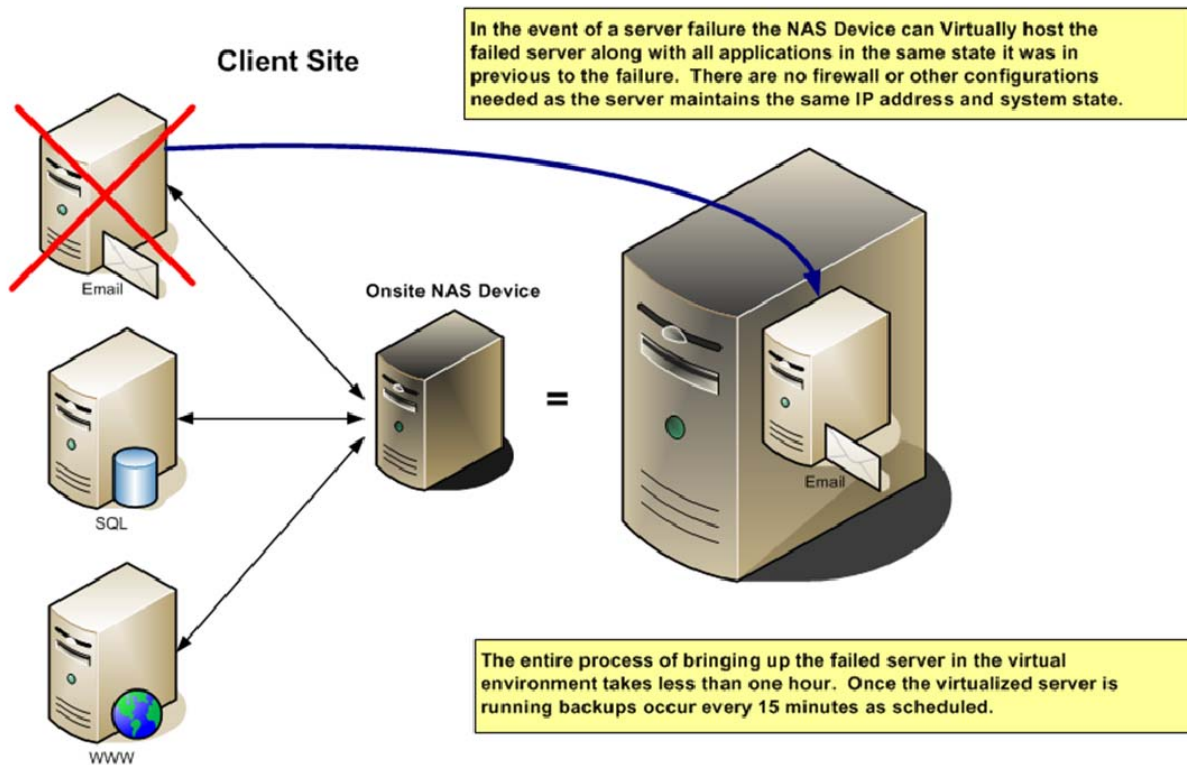 In the event of a server failure the NAS Device can Virtually host the
failed server along with all applications in the same state it was in
previous to the failure. There are no firewall or other configurations
needed as the server maintains the same IP address and system state.
Client Site
Email
Onsite NAS Device
=
Email
SQL
WWW
The entire process of bringing up the failed server in the virtual
environment takes less than one hour. Once the virtualized server is
running backups occur every 15 minutes as scheduled.